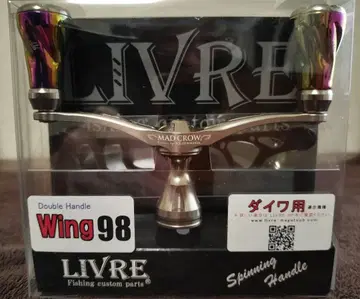 LIVRE
MADCROW
Double Handle
Wing 98
ダイワ用
LIVRE
Fishing custom parts
®
Spinning
Handle